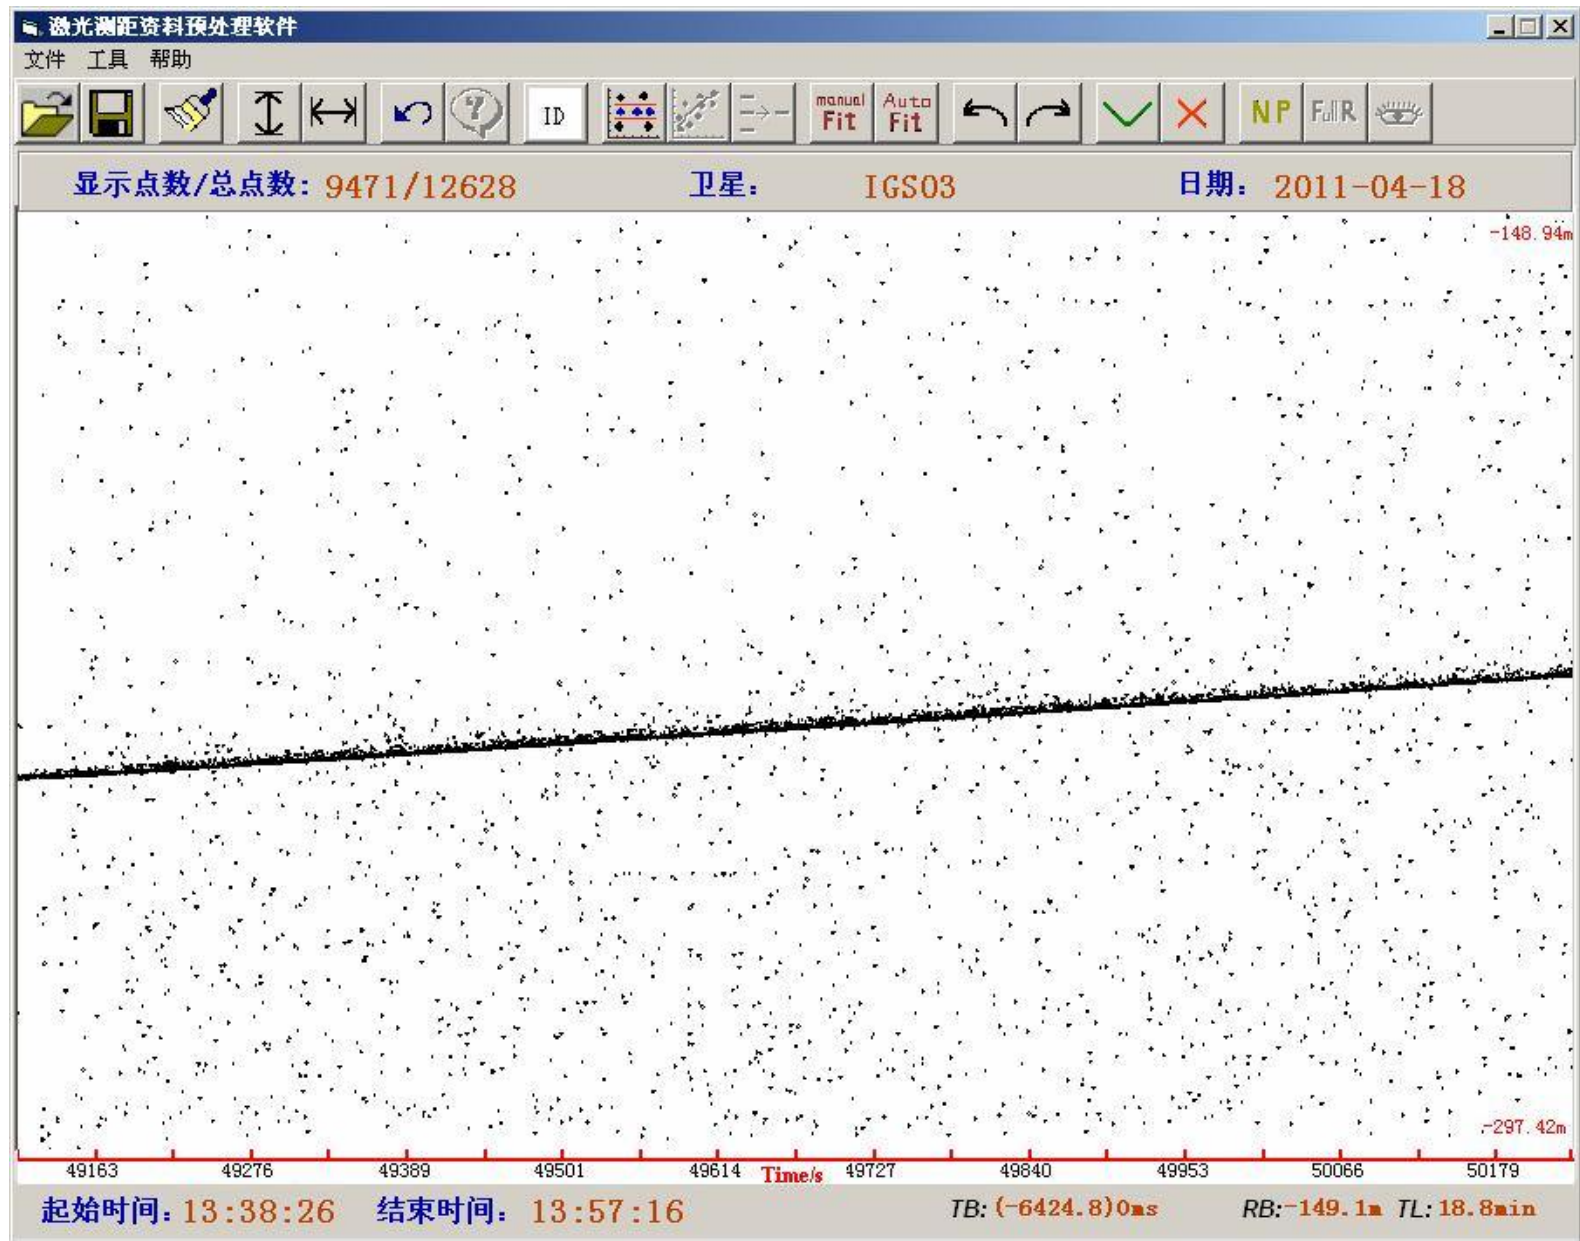 激光测距资料预处理软件
文件 工具 帮助
ID manual Fit Auto Fit NP FullR
显示点数/总点数: 9471/12628 卫星: IGS03 日期: 2011-04-18
-148.94m
-297.42m
49163 49276 49389 49501 49614 Time/s 49727 49840 49953 50066 50179
起始时间: 13:38:26 结束时间: 13:57:16 TB: (-6424.8)0ms RB:-149.1m TL: 18.8min